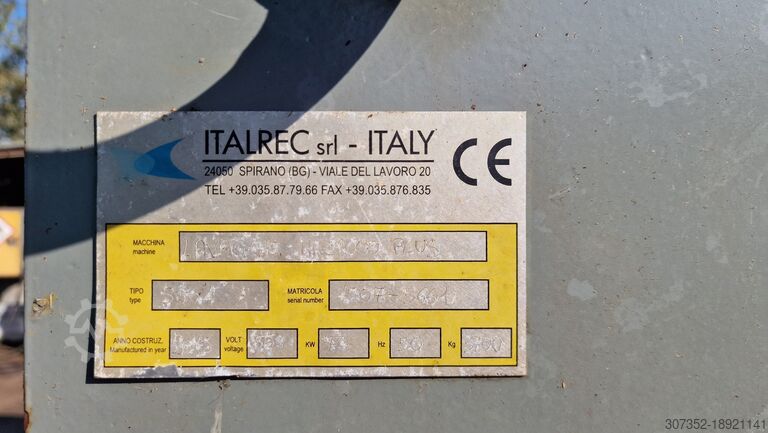 ITALREC srl - ITALY
24050 SPIRANO (BG) - VIALE DEL LAVORO 20
TEL +39.035.87.79.66 FAX +39.035.876.835
CE
MACCHINA
machine
PLUS
TIPO
type
MATRICOLA
serial number
ANNO COSTRUZ.
Manufactured in year
VOLT
voltage
KW
Hz
50
Kg
307352-18921141